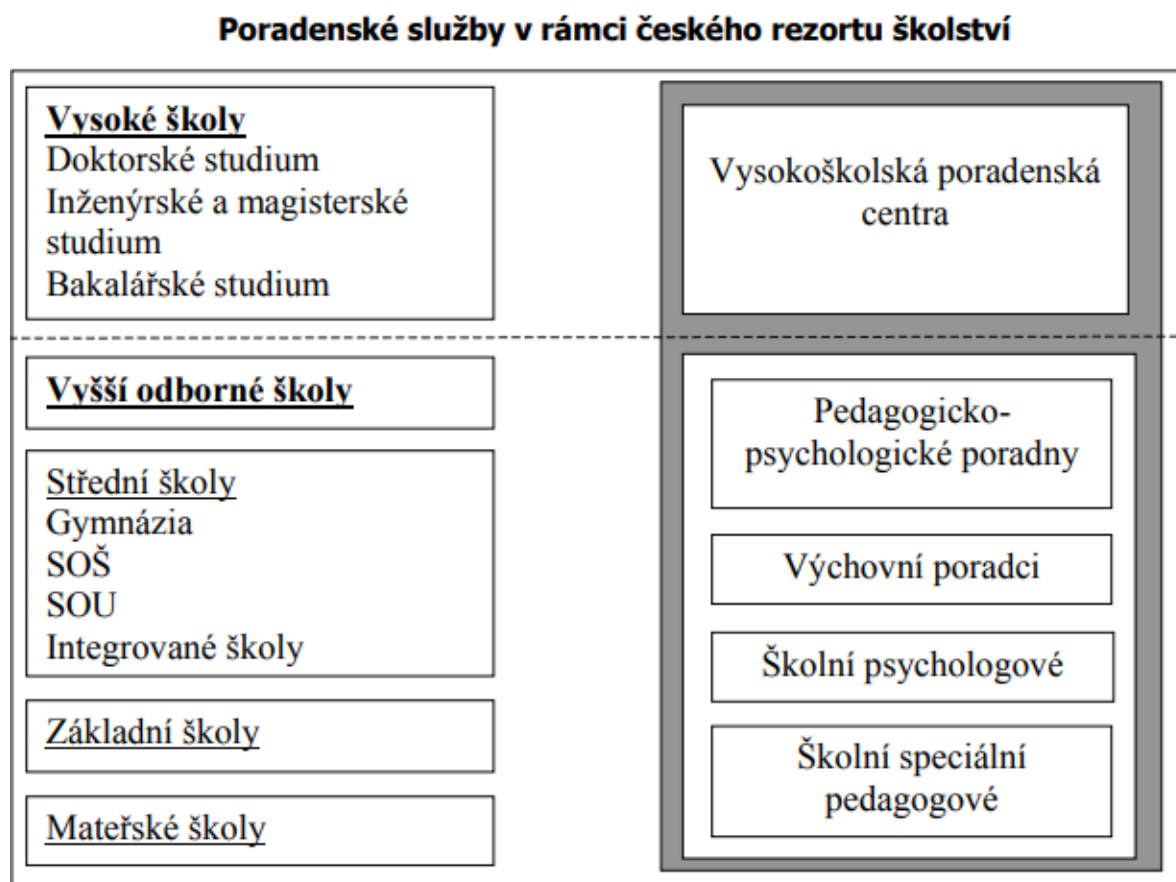 Poradenské služby v rámci českého rezortu školství
Vysoké školy
Doktorské studium
Inženýrské a magisterské
studium
Bakalářské studium
Vysokoškolská poradenská
centra
Vyšší odborné školy
Střední školy
Gymnázia
SOŠ
SOU
Integrované školy
Základní školy
Mateřské školy
Pedagogicko-
psychologické poradny
Výchovní poradci
Školní psychologové
Školní speciální
pedagogové